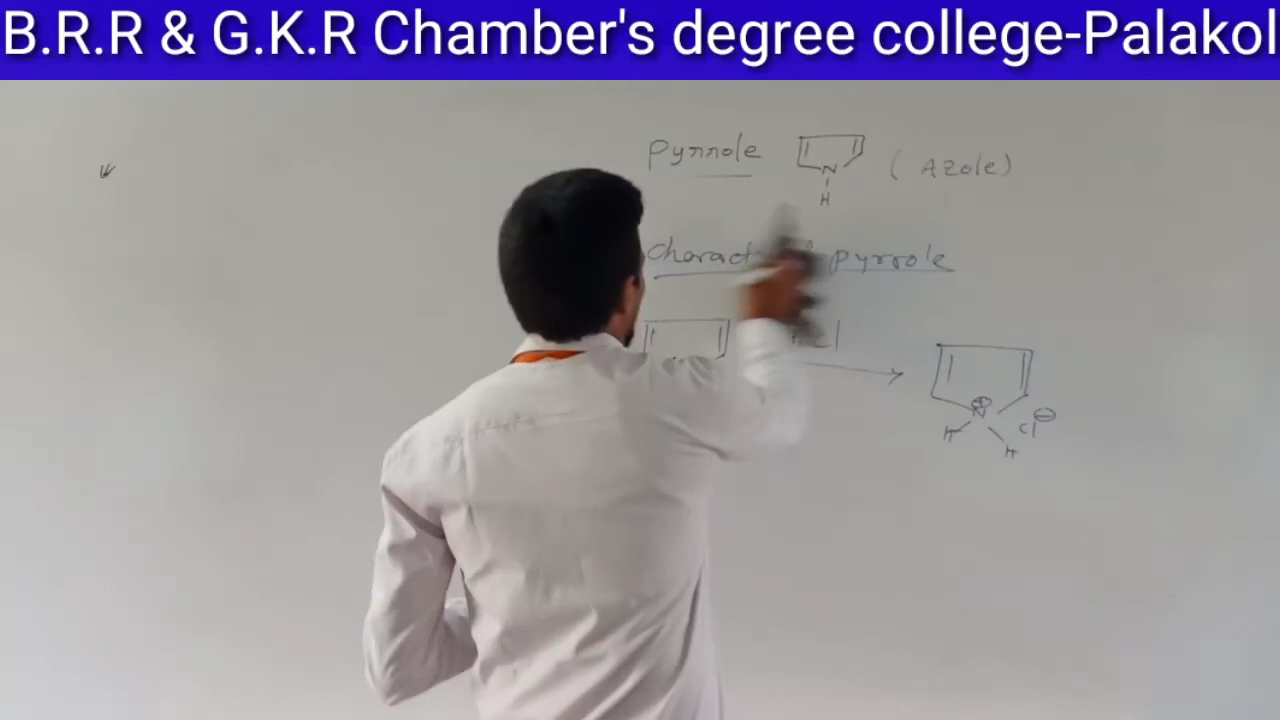 B.R.R & G.K.R Chamber's degree college-Palakol
Pyrrole
N
H
(Azole)
pyrrole
N
H
H
Cl